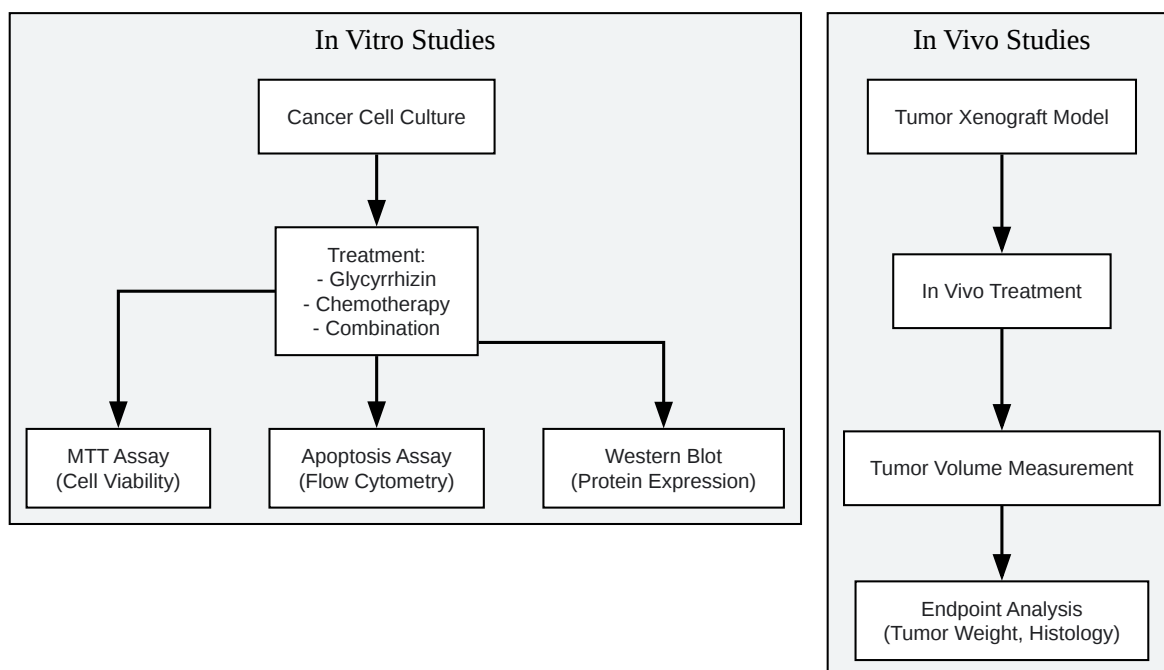 In Vitro Studies
Cancer Cell Culture
Treatment:
- Glycyrrhizin
- Chemotherapy
- Combination
MTT Assay
(Cell Viability)
Apoptosis Assay
(Flow Cytometry)
Western Blot
(Protein Expression)
In Vivo Studies
Tumor Xenograft Model
In Vivo Treatment
Tumor Volume Measurement
Endpoint Analysis
(Tumor Weight, Histology)